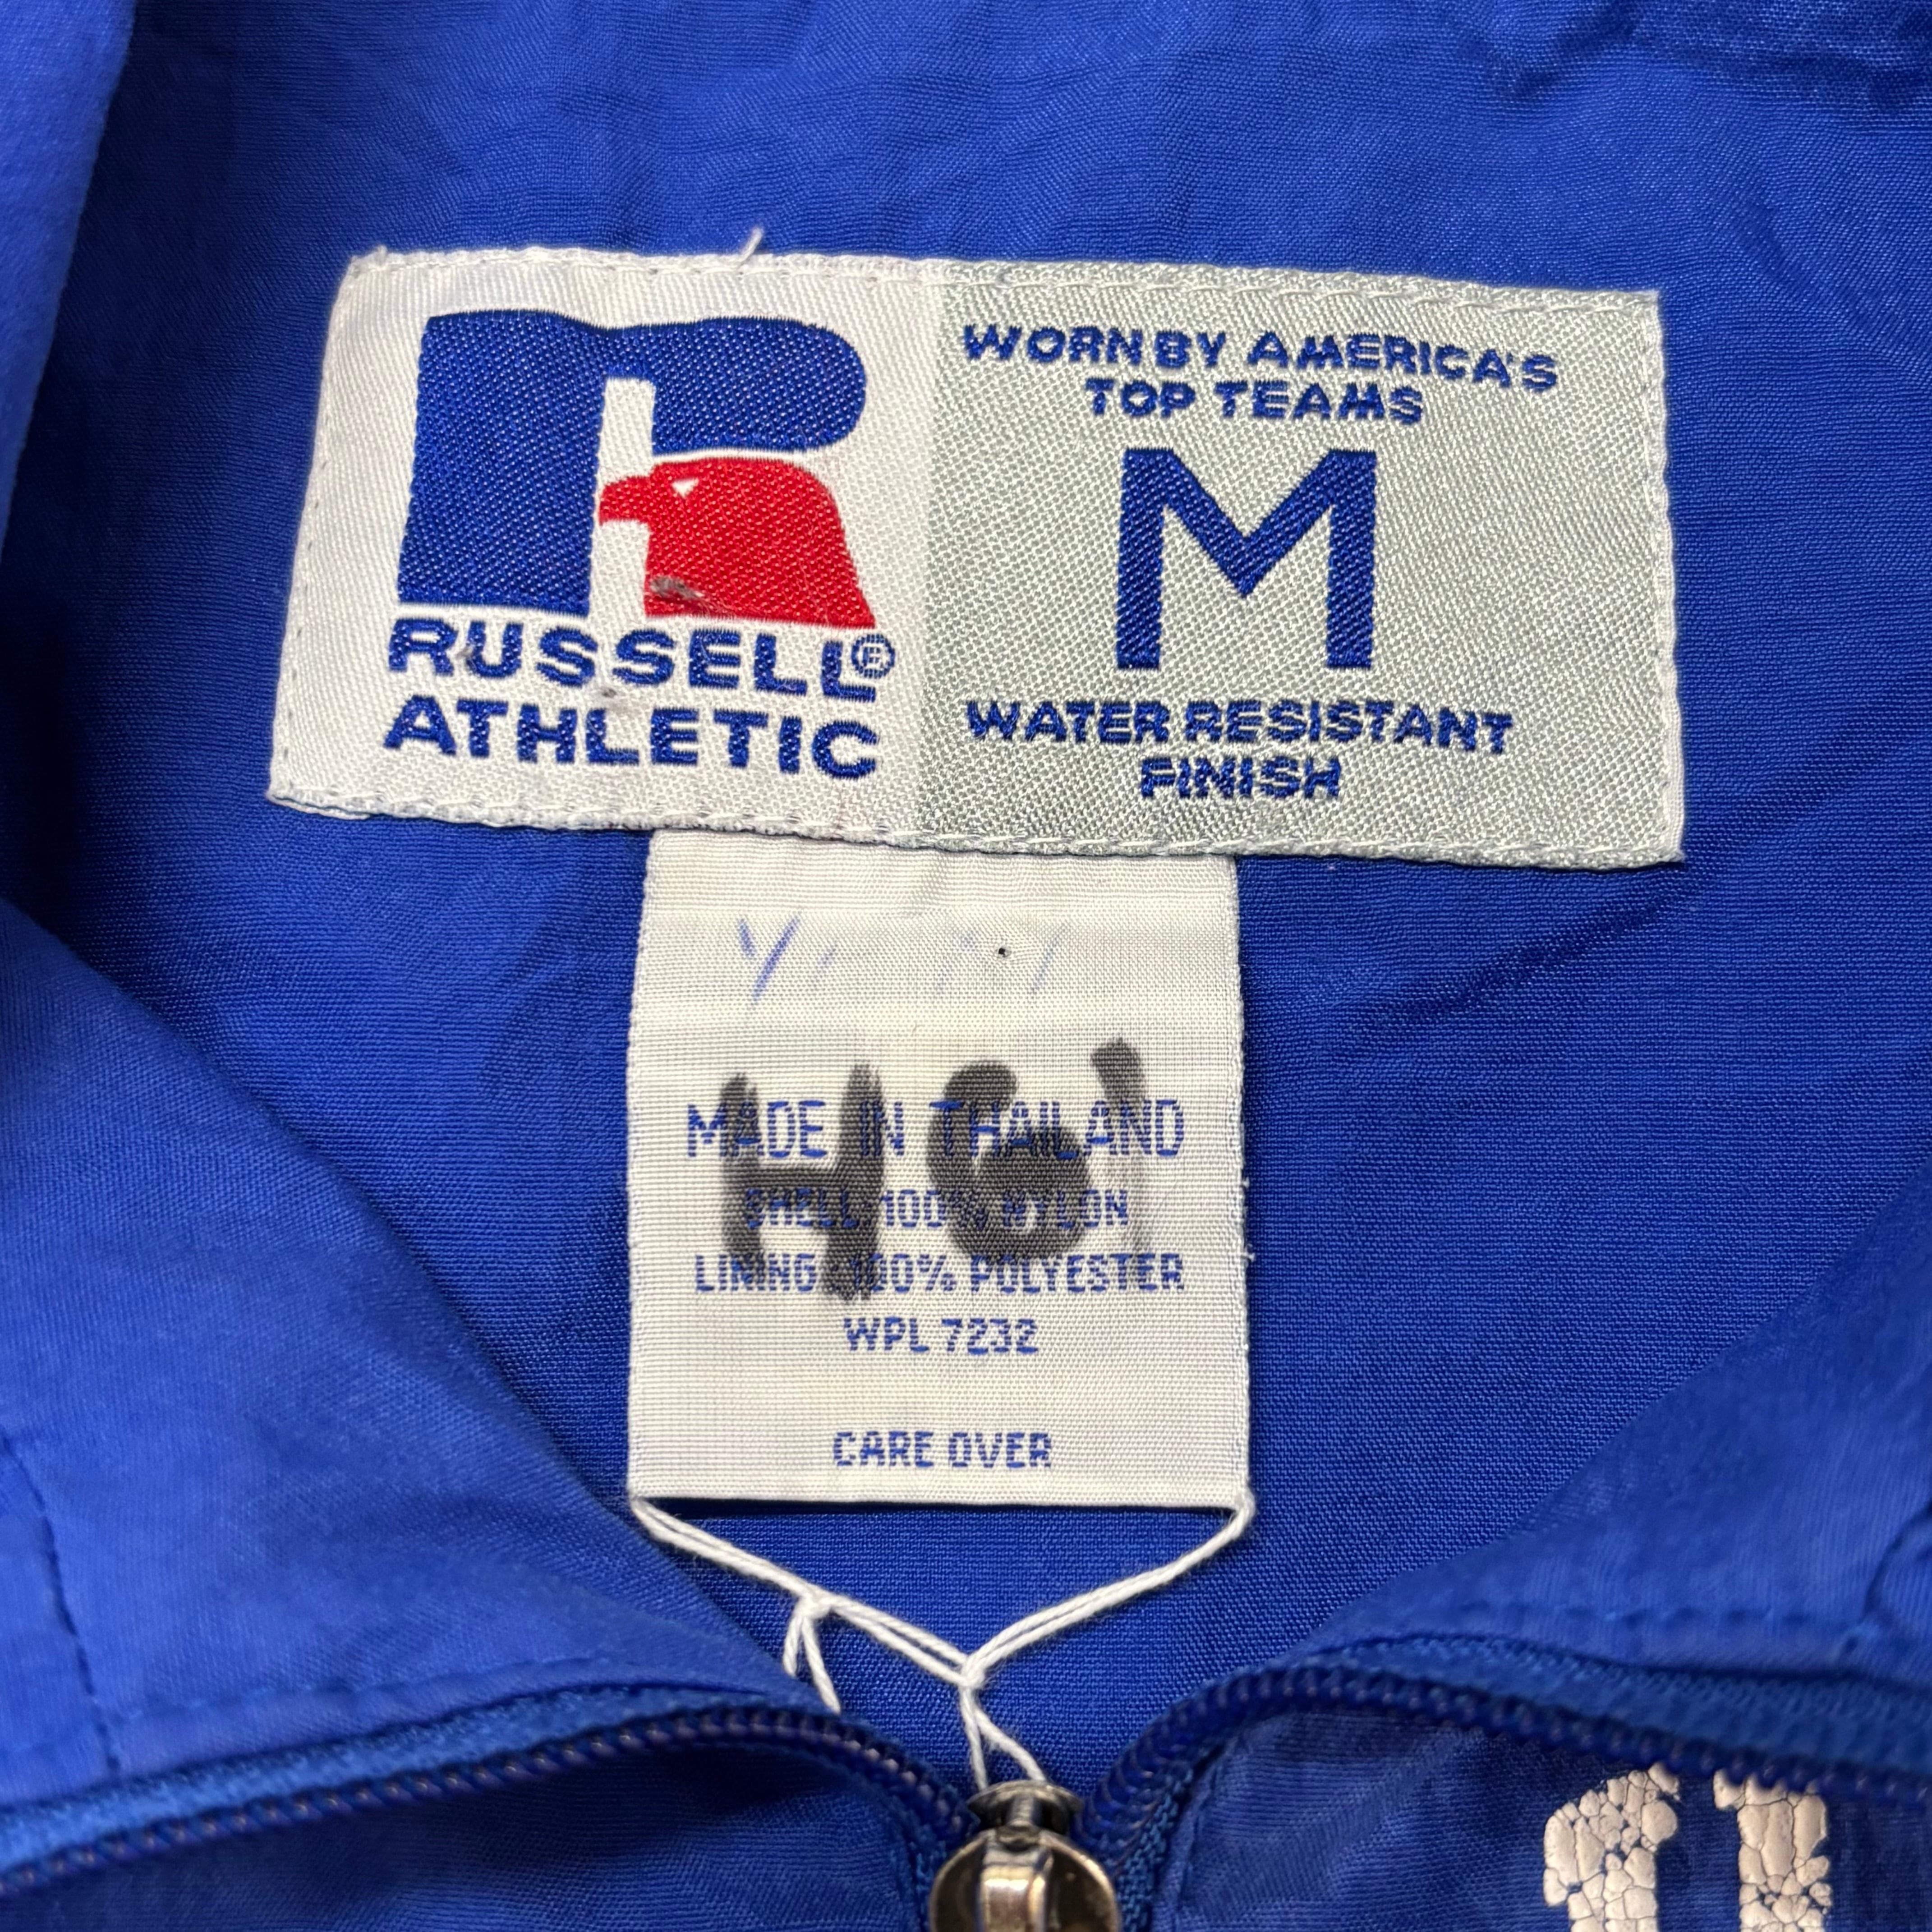 RUSSELL®
ATHLETIC
WORN BY AMERICA'S
TOP TEAMS
M
WATER RESISTANT
FINISH
MADE IN THAILAND
SHELL 100% NYLON
LINING 100% POLYESTER
WPL 7232
CARE OVER